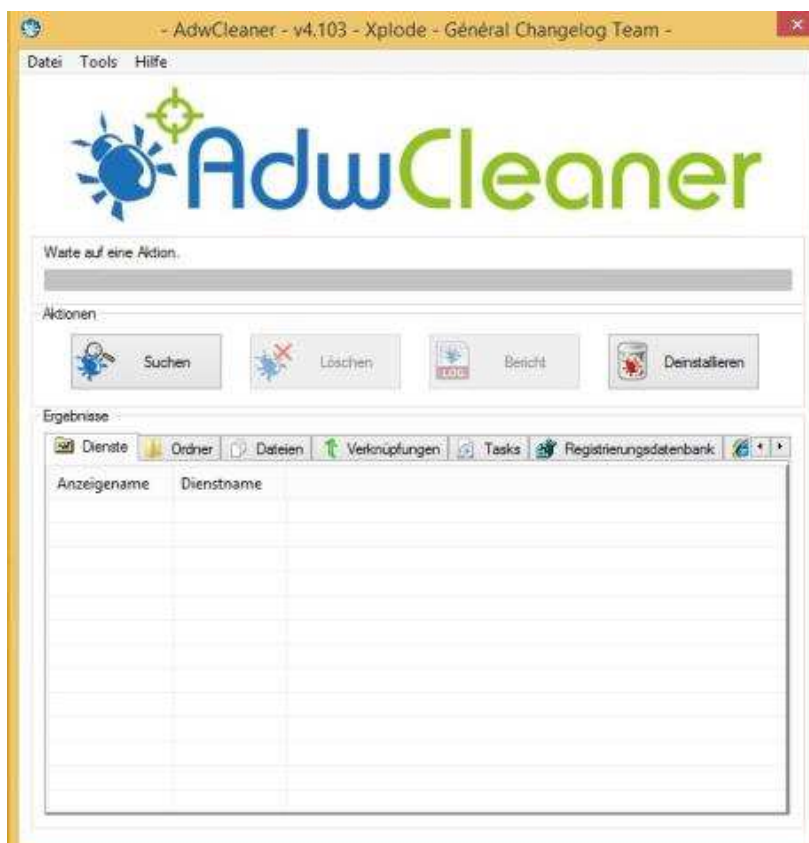 - AdwCleaner - v4.103 - Xplode - Général Changelog Team -
Datei Tools Hilfe
AdwCleaner
Warte auf eine Aktion.
Aktionen
Suchen Löschen LOG Bericht Deinstallieren
Ergebnisse
Dienste Ordner Dateien Verknüpfungen Tasks Registrierungsdatenbank
Anzeigename Dienstname